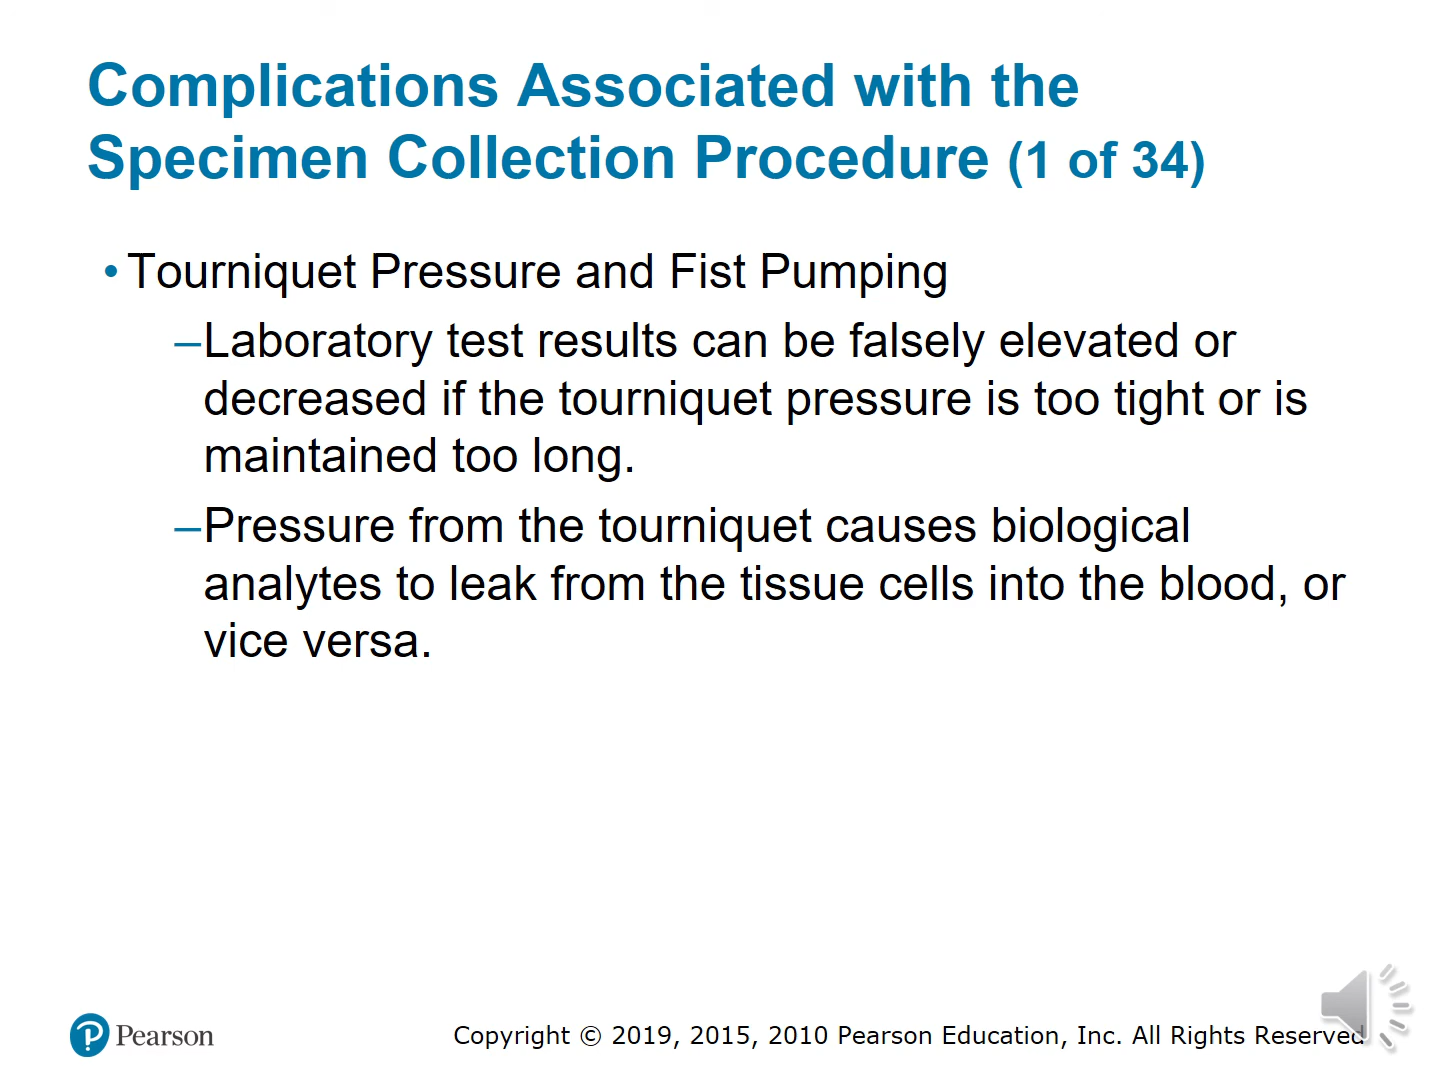 Complications Associated with the
Specimen Collection Procedure (1 of 34)
• Tourniquet Pressure and Fist Pumping
–Laboratory test results can be falsely elevated or
decreased if the tourniquet pressure is too tight or is
maintained too long.
–Pressure from the tourniquet causes biological
analytes to leak from the tissue cells into the blood, or
vice versa.
Pearson
Copyright © 2019, 2015, 2010 Pearson Education, Inc. All Rights Reserved